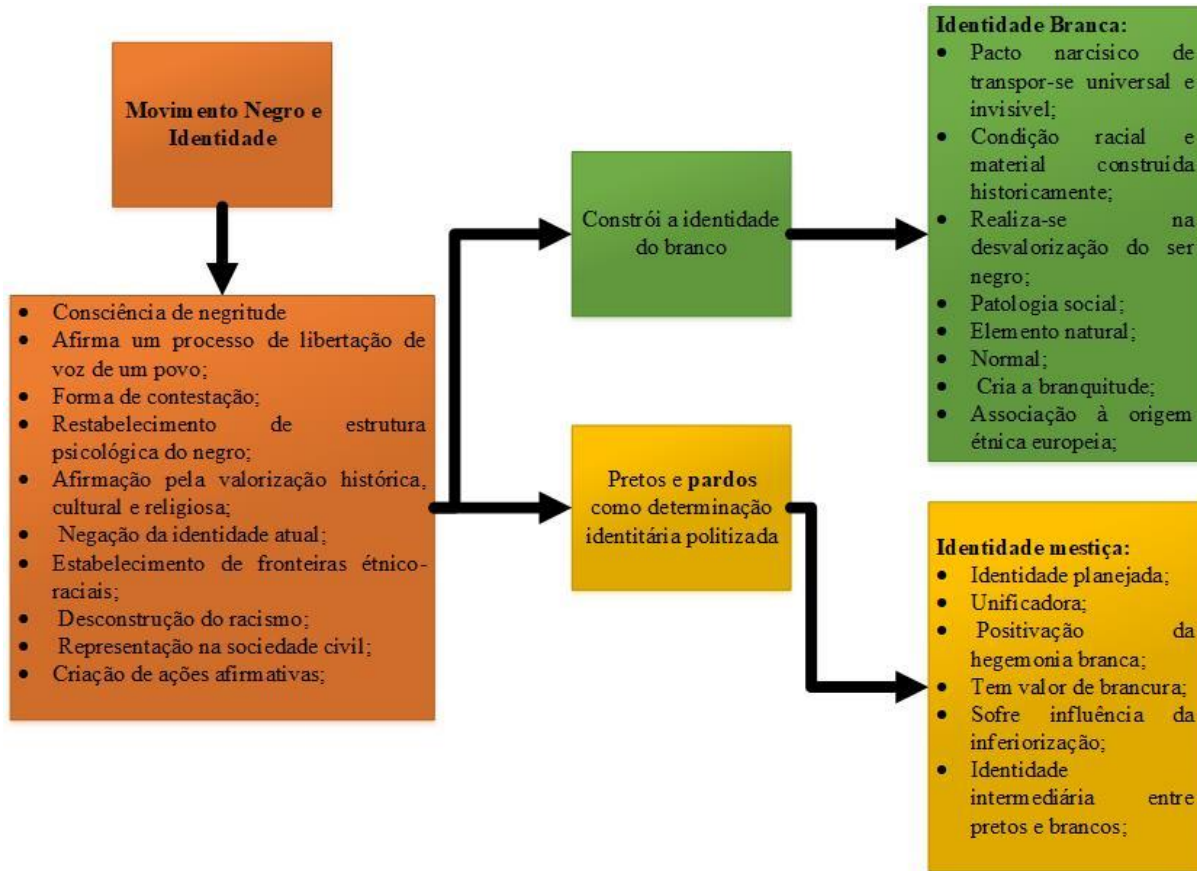 Movimento Negro e
Identidade
Consciência de negritude
Afirma um processo de libertação de
voz de um povo;
Forma de contestação;
Restabelecimento de estrutura
psicológica do negro;
Afirmação pela valorização histórica,
cultural e religiosa;
Negação da identidade atual;
Estabelecimento de fronteiras étnico-
raciais;
Desconstrução do racismo;
Representação na sociedade civil;
Criação de ações afirmativas;
Constrói a identidade
do branco
Identidade Branca:
Pacto narcísico de
transpor-se universal e
invisível;
Condição racial e
material construída
historicamente;
Realiza-se na
desvalorização do ser
negro;
Patologia social;
Elemento natural;
Normal;
Cria a branquitude;
Associação à origem
étnica europeia;
Pretos e pardos
como determinação
identitária politizada
Identidade mestiça:
Identidade planejada;
Unificadora;
Positivação da
hegemonia branca;
Tem valor de brancura;
Sofre influência da
inferiorização;
Identidade
intermediária entre
pretos e brancos;